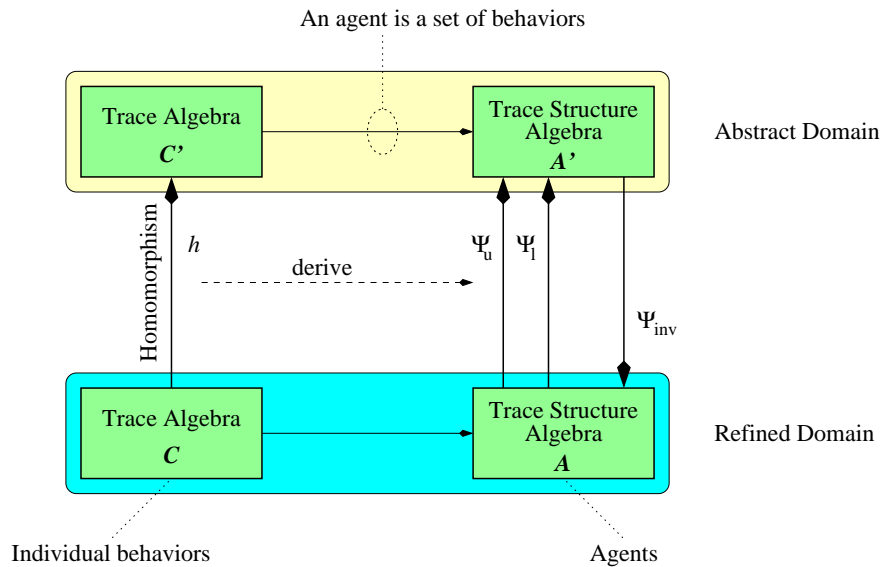 An agent is a set of behaviors
Trace Algebra
C’
Trace Structure
Algebra
A’
Abstract Domain
Homomorphism
h
derive
Ψu
Ψl
Ψinv
Trace Algebra
C
Trace Structure
Algebra
A
Refined Domain
Individual behaviors
Agents